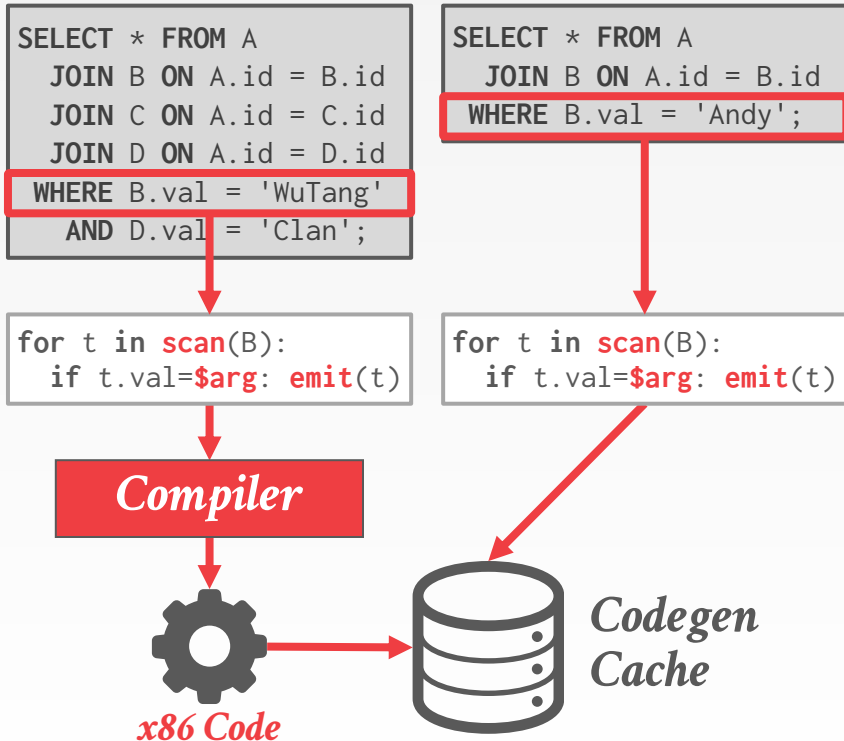 SELECT * FROM A
JOIN B ON A.id = B.id
JOIN C ON A.id = C.id
JOIN D ON A.id = D.id
WHERE B.val = 'WuTang'
AND D.val = 'Clan';
SELECT * FROM A
JOIN B ON A.id = B.id
WHERE B.val = 'Andy';
for t in scan(B):
if t.val=$arg: emit(t)
for t in scan(B):
if t.val=$arg: emit(t)
Compiler
x86 Code
Codegen
Cache